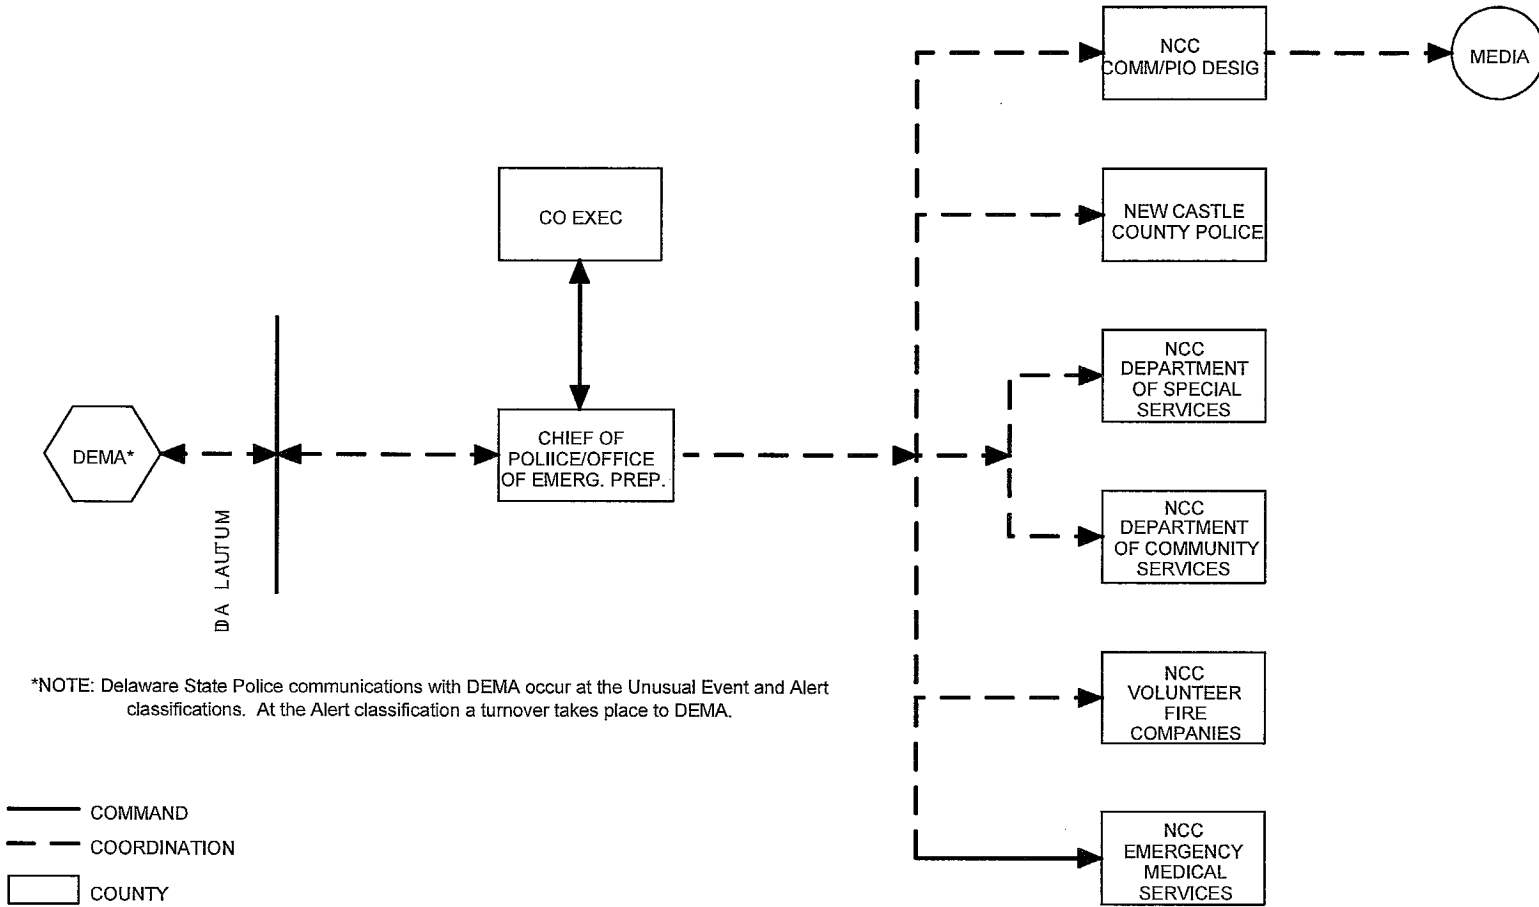 NCC
COMM/PIO DESIG
MEDIA
CO EXEC
NEW CASTLE
COUNTY POLICE
NCC
DEPARTMENT
OF SPECIAL
SERVICES
DEMA*
CHIEF OF
POLIICE/OFFICE
OF EMERG. PREP.
DA LAUTUM
NCC
DEPARTMENT
OF COMMUNITY
SERVICES
*NOTE: Delaware State Police communications with DEMA occur at the Unusual Event and Alert
classifications. At the Alert classification a turnover takes place to DEMA.
NCC
VOLUNTEER
FIRE
COMPANIES
COMMAND
COORDINATION
COUNTY
NCC
EMERGENCY
MEDICAL
SERVICES